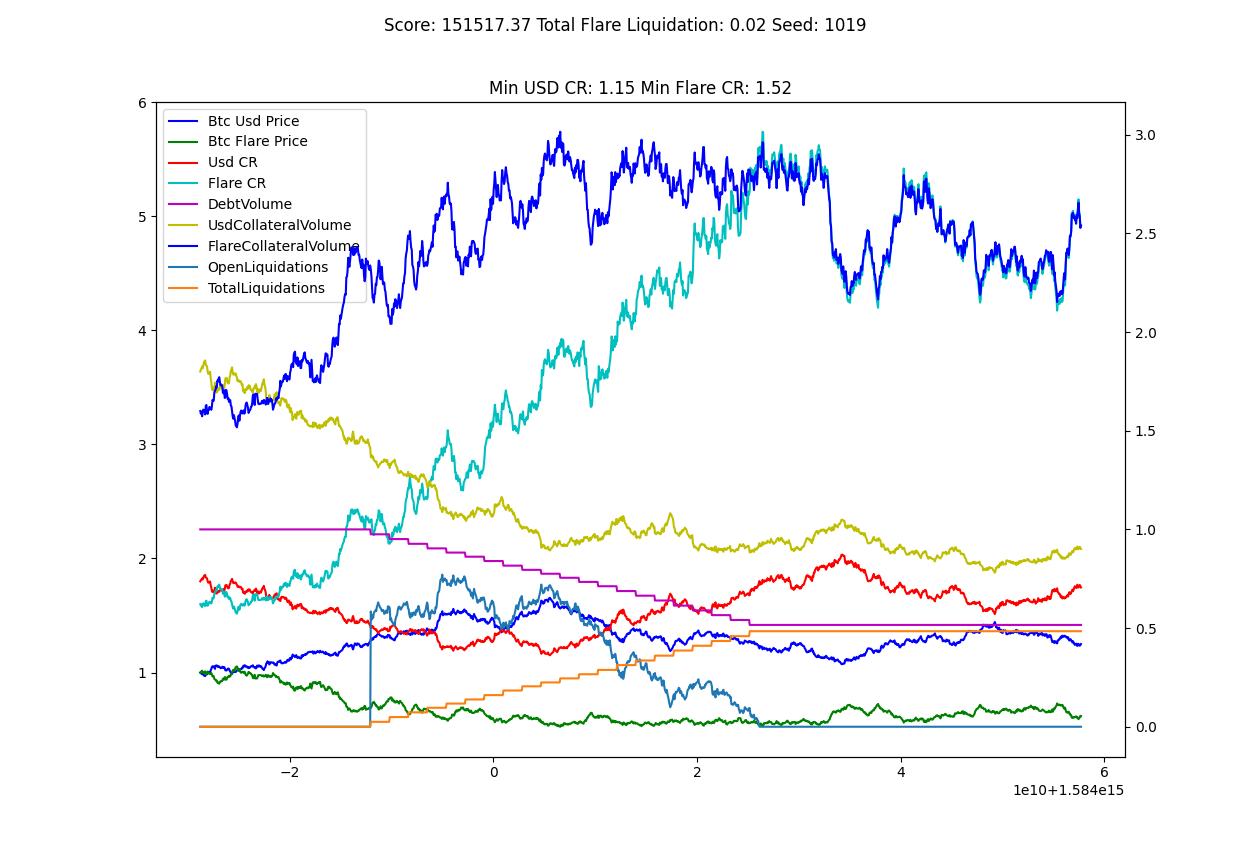 Score: 151517.37 Total Flare Liquidation: 0.02 Seed: 1019
Min USD CR: 1.15 Min Flare CR: 1.52
Btc Usd Price
Btc Flare Price
Usd CR
Flare CR
DebtVolume
UsdCollateralVolume
FlareCollateralVolume
OpenLiquidations
TotalLiquidations
6
5
4
3
2
1
3.0
2.5
2.0
1.5
1.0
0.5
0.0
−2
0
2
4
6
1e10+1.584e15